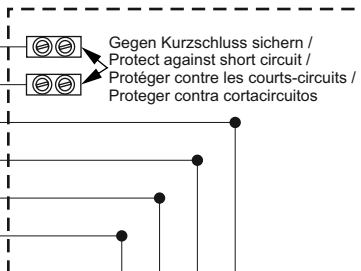 Gegen Kurzschluss sichern /
Protect against short circuit /
Protéger contre les courts-circuits /
Proteger contra cortacircuitos